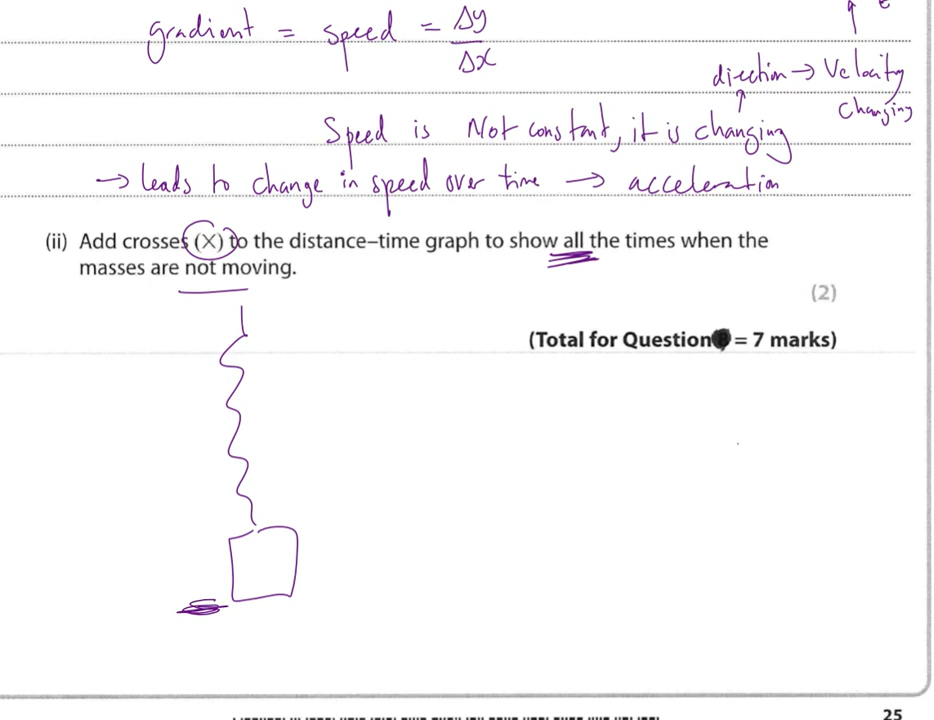 gradient = speed = Δy
Δx
direction → Velocity
changing
Speed is Not constant, it is changing
→ leads to change in speed over time → acceleration
(ii) Add crosses (X) to the distance–time graph to show all the times when the
masses are not moving.
(2)
(Total for Question = 7 marks)
25